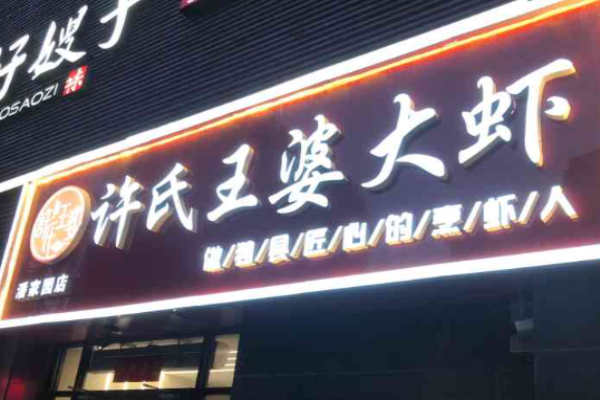 好嫂子
OSAOZI
许氏王婆大虾
做/独/具/匠/心/的/烹/虾/人
潘家园店